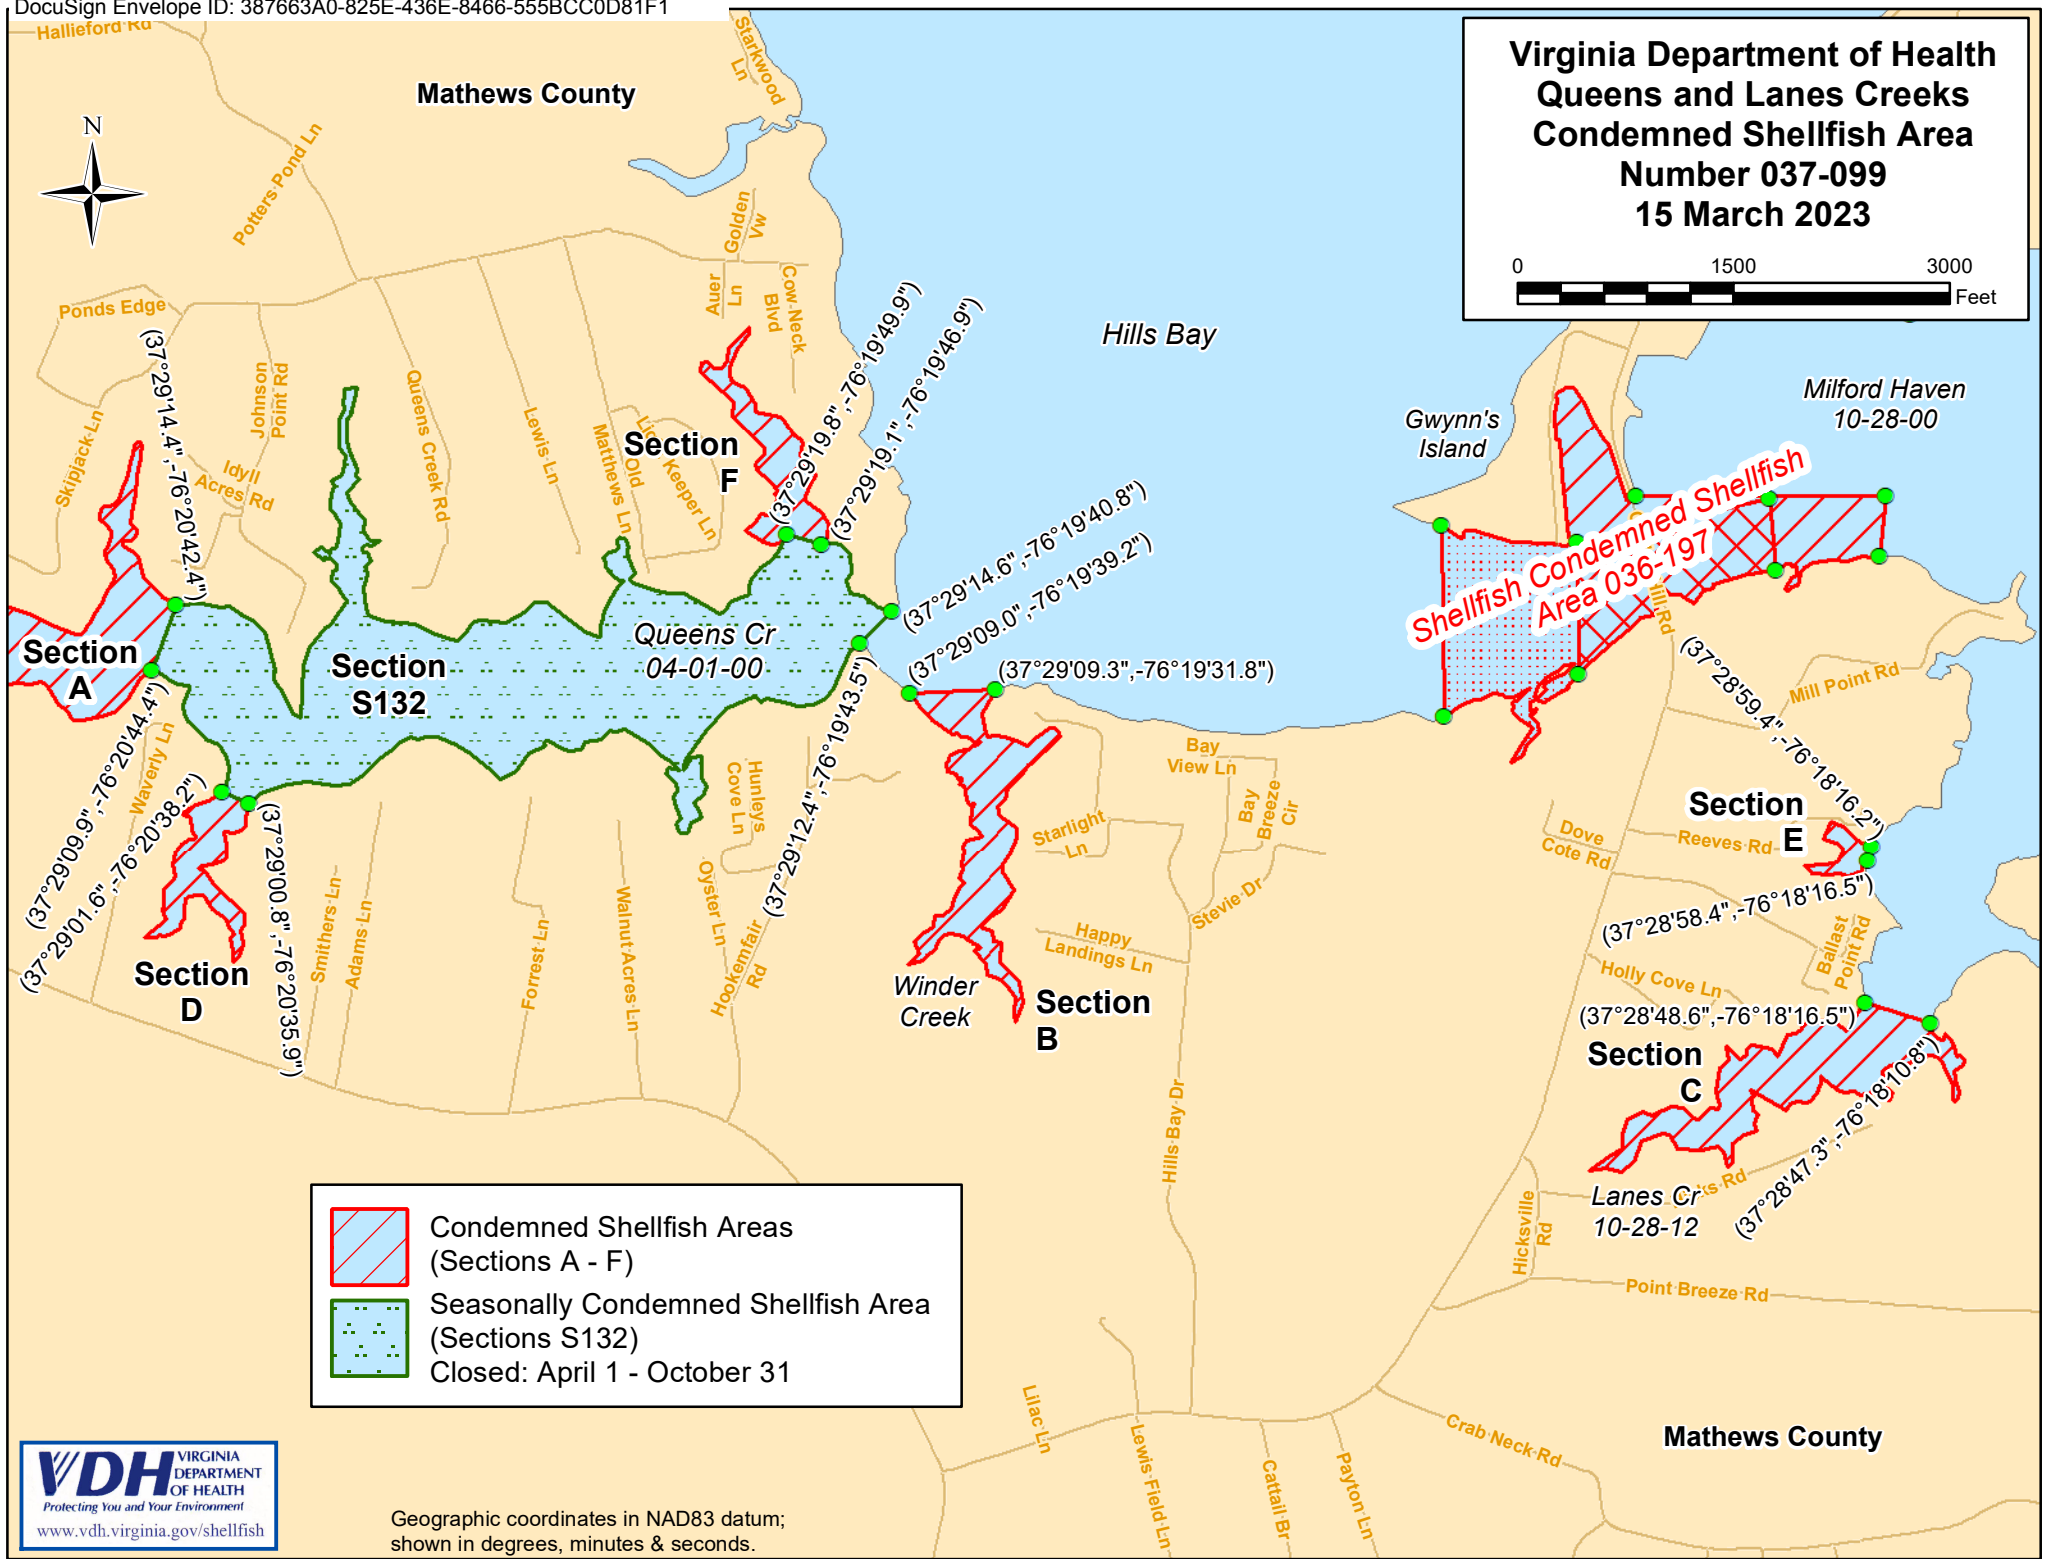 DocuSign Envelope ID: 387663A0-825E-436E-8466-555BCC0D81F1
Virginia Department of Health
Queens and Lanes Creeks
Condemned Shellfish Area
Number 037-099
15 March 2023
0 1500 3000
Feet
Hallieford Rd
Mathews County
Starkwood
Ln
N
Potters Pond Ln
Golden
Vw
Auer
Ln
Cow Neck
Blvd
Ponds Edge
Hills Bay
Gwynn's
Island
Milford Haven
10-28-00
Skipjack Ln
Johnson
Point Rd
Idyll
Acres Rd
Queens Creek Rd
Lewis Ln
Old
Matthews Ln
Keeper Ln
Section
F
(37°29'14.4",-76°20'42.4")
(37°29'19.8",-76°19'49.9")
(37°29'19.1",-76°19'46.9")
(37°29'14.6",-76°19'40.8")
(37°29'09.0",-76°19'39.2")
(37°29'09.3",-76°19'31.8")
Shellfish Condemned Shellfish
Area 036-197
Section
A
Section
S132
Queens Cr
04-01-00
(37°29'09.9",-76°20'44.4")
(37°29'01.6",-76°20'38.2")
(37°29'00.8",-76°20'35.9")
(37°29'12.4",-76°19'43.5")
(37°28'59.4",-76°18'16.2")
Mill Point Rd
Waverly Ln
Hunleys
Cove Ln
Bay
View Ln
Bay
Breeze
Cir
Starlight
Ln
Stevie Dr
Happy
Landings Ln
Dove
Cote Rd
Reeves Rd
Section
E
(37°28'58.4",-76°18'16.5")
Ballast
Point Rd
Holly Cove Ln
(37°28'48.6",-76°18'16.5")
Section
C
(37°28'47.3",-76°18'10.8")
Section
D
Smithers Ln
Adams Ln
Forrest Ln
Walnut Acres Ln
Oyster Ln
Hookemfair
Rd
Winder
Creek
Section
B
Hills Bay Dr
Lanes Cr
10-28-12
Hicksville
Rd
Point Breeze Rd
Condemned Shellfish Areas
(Sections A - F)
Seasonally Condemned Shellfish Area
(Sections S132)
Closed: April 1 - October 31
Lilac Ln
Lewis Field Ln
Cattail Br
Payton Ln
Crab Neck Rd
Mathews County
VDH VIRGINIA
DEPARTMENT
OF HEALTH
Protecting You and Your Environment
www.vdh.virginia.gov/shellfish
Geographic coordinates in NAD83 datum;
shown in degrees, minutes & seconds.